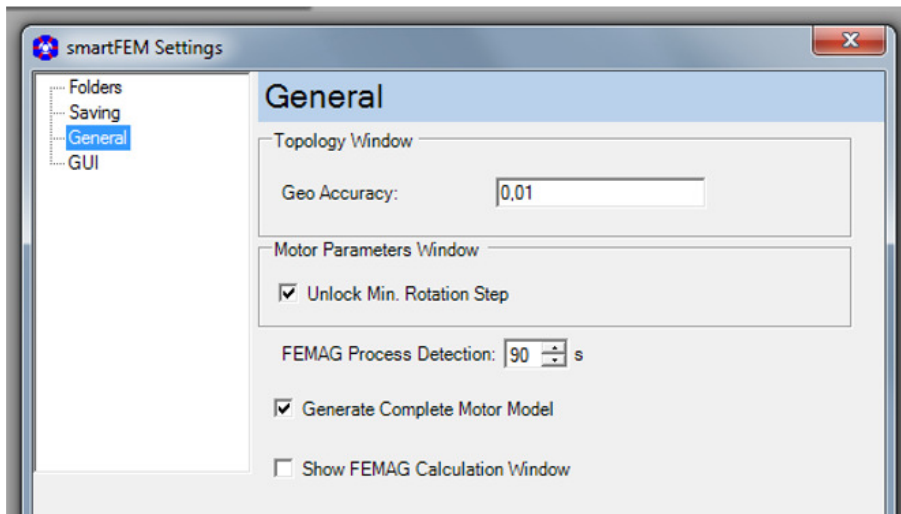 smartFEM Settings
Folders
Saving
General
GUI
General
Topology Window
Geo Accuracy: 0,01
Motor Parameters Window
Unlock Min. Rotation Step
FEMAG Process Detection: 90 s
Generate Complete Motor Model
Show FEMAG Calculation Window